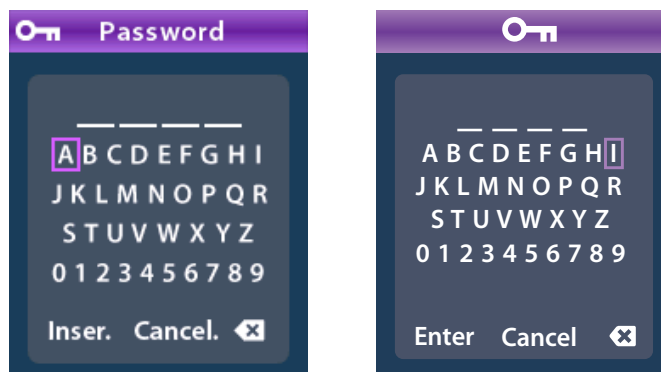 Password
A B C D E F G H I
J K L M N O P Q R
S T U V W X Y Z
0 1 2 3 4 5 6 7 8 9
Inser. Cancel.
A B C D E F G H I
J K L M N O P Q R
S T U V W X Y Z
0 1 2 3 4 5 6 7 8 9
Enter Cancel